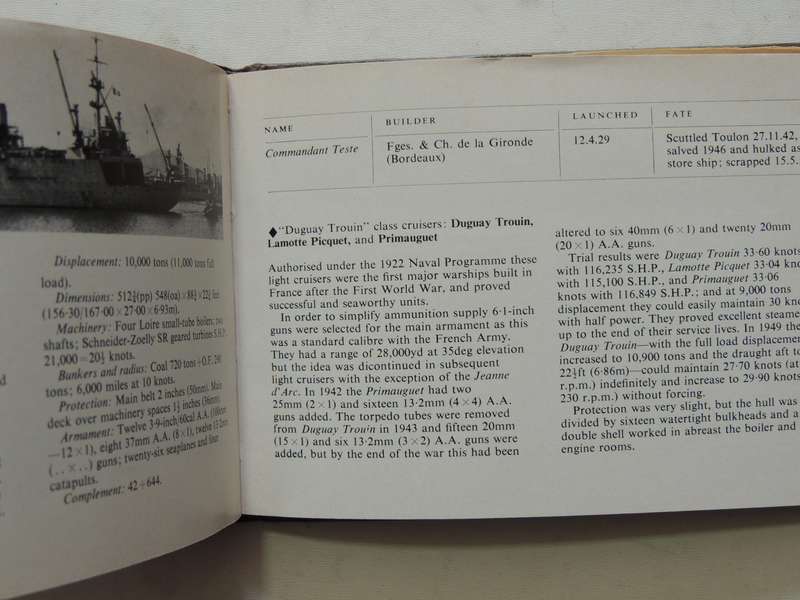 Displacement: 10,000 tons (11,000 tons full
load).
Dimensions: 512¾(pp) 548(oa)×88½×22¾ feet
(156·30/167·00 × 27·00 × 6·93m).
Machinery: Four Loire small-tube boilers; two
shafts; Schneider-Zoelly SR geared turbines S.H.P.
21,000 = 20½ knots.
Bunkers and radius: Coal 720 tons+O.F. 290
tons; 6,000 miles at 10 knots.
Protection: Main belt 2 inches (50mm). Main
deck over machinery spaces 1½ inches (36mm).
Armament: Twelve 3·9-inch/60cal A.A. (100mm
—12 × 1), eight 37mm A.A. (8×1), twelve 13·2mm
(. . × . .) guns; twenty-six seaplanes and four
catapults.
Complement: 42+644.
NAME BUILDER LAUNCHED FATE
Commandant Teste Fges. & Ch. de la Gironde 12.4.29 Scuttled Toulon 27.11.42,
(Bordeaux) salved 1946 and hulked as
store ship; scrapped 15.5.
♦"Duguay Trouin" class cruisers: Duguay Trouin,
Lamotte Picquet, and Primauguet
Authorised under the 1922 Naval Programme these
light cruisers were the first major warships built in
France after the First World War, and proved
successful and seaworthy units.
In order to simplify ammunition supply 6·1-inch
guns were selected for the main armament as this
was a standard calibre with the French Army.
They had a range of 28,000yd at 35deg elevation
but the idea was dicontinued in subsequent
light cruisers with the exception of the Jeanne
d'Arc. In 1942 the Primauguet had two
25mm (2 × 1) and sixteen 13·2mm (4 × 4) A.A.
guns added. The torpedo tubes were removed
from Duguay Trouin in 1943 and fifteen 20mm
(15 × 1) and six 13·2mm (3 × 2) A.A. guns were
added, but by the end of the war this had been
altered to six 40mm (6 × 1) and twenty 20mm
(20 × 1) A.A. guns.
Trial results were Duguay Trouin 33·60 knots
with 116,235 S.H.P., Lamotte Picquet 33·04 knots
with 115,100 S.H.P., and Primauguet 33·06
knots with 116,849 S.H.P.; and at 9,000 tons
displacement they could easily maintain 30 knots
with half power. They proved excellent steamers
up to the end of their service lives. In 1949 the
Duguay Trouin—with the full load displacement
increased to 10,900 tons and the draught aft to
22½ft (6·86m)—could maintain 27·70 knots (at
r.p.m.) indefinitely and increase to 29·90 knots
230 r.p.m.) without forcing.
Protection was very slight, but the hull was
divided by sixteen watertight bulkheads and a
double shell worked in abreast the boiler and
engine rooms.